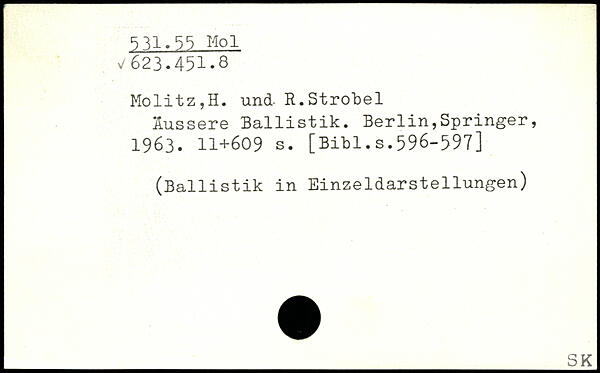 531.55 Mol
√623.451.8
Molitz,H. und R.Strobel
Äussere Ballistik. Berlin,Springer,
1963. 11+609 s. [Bibl.s.596-597]
(Ballistik in Einzeldarstellungen)
SK